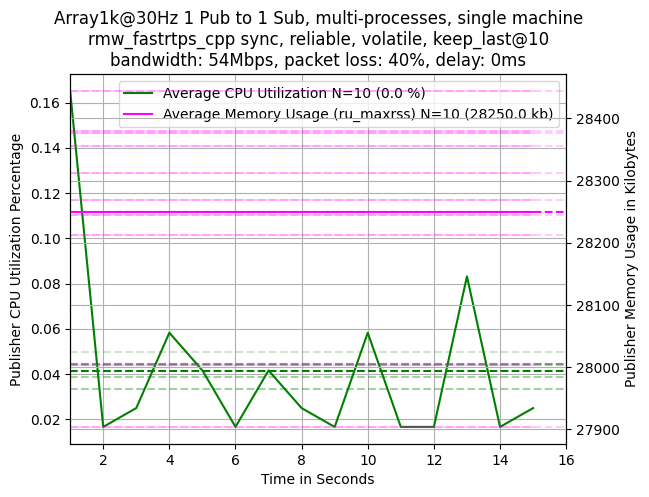 Array1k@30Hz 1 Pub to 1 Sub, multi-processes, single machine
rmw_fastrtps_cpp sync, reliable, volatile, keep_last@10
bandwidth: 54Mbps, packet loss: 40%, delay: 0ms
Average CPU Utilization N=10 (0.0 %)
Average Memory Usage (ru_maxrss) N=10 (28250.0 kb)
Publisher CPU Utilization Percentage
0.16
0.14
0.12
0.10
0.08
0.06
0.04
0.02
28400
28300
28200
28100
28000
27900
Publisher Memory Usage in Kilobytes
2 4 6 8 10 12 14 16
Time in Seconds